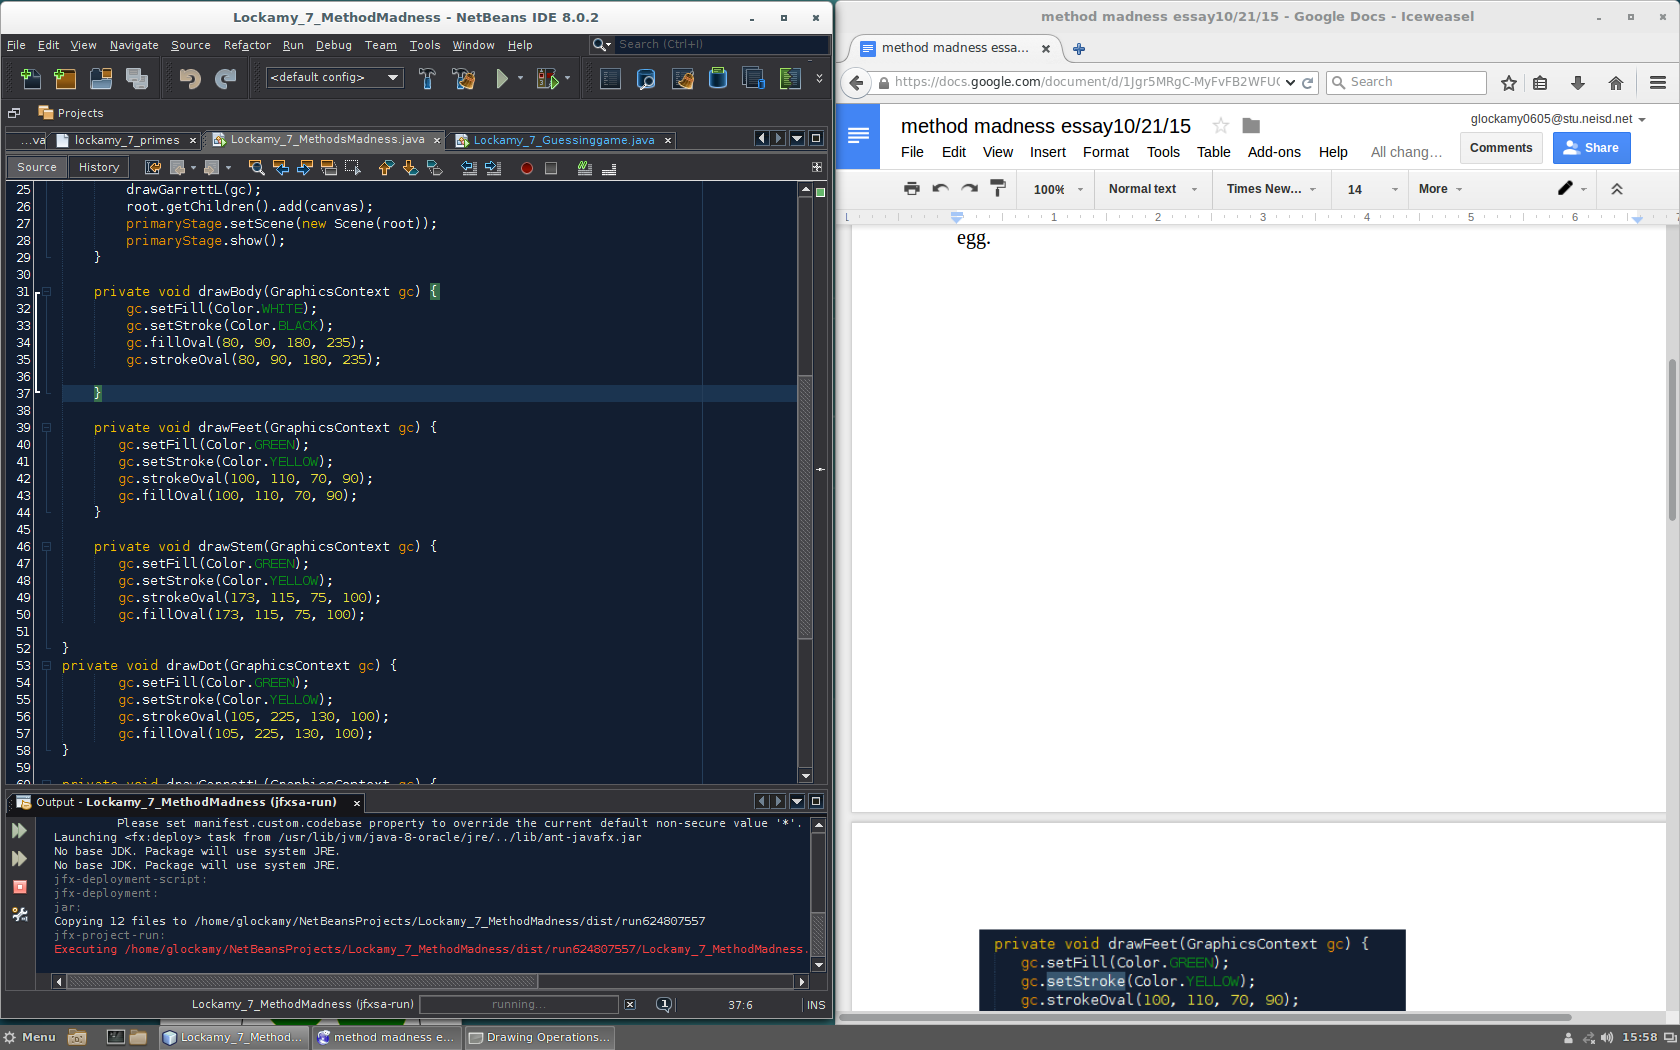 Lockamy_7_MethodMadness - NetBeans IDE 8.0.2
File Edit View Navigate Source Refactor Run Debug Team Tools Window Help
Search (Ctrl+I)
<default config>
Projects
...va lockamy_7_primes Lockamy_7_MethodsMadness.java Lockamy_7_Guessinggame.java
Source History
25 drawGarrettL(gc);
26 root.getChildren().add(canvas);
27 primaryStage.setScene(new Scene(root));
28 primaryStage.show();
29 }
30
31 private void drawBody(GraphicsContext gc) {
32 gc.setFill(Color.WHITE);
33 gc.setStroke(Color.BLACK);
34 gc.fillOval(80, 90, 180, 235);
35 gc.strokeOval(80, 90, 180, 235);
36
37 }
38
39 private void drawFeet(GraphicsContext gc) {
40 gc.setFill(Color.GREEN);
41 gc.setStroke(Color.YELLOW);
42 gc.strokeOval(100, 110, 70, 90);
43 gc.fillOval(100, 110, 70, 90);
44 }
45
46 private void drawStem(GraphicsContext gc) {
47 gc.setFill(Color.GREEN);
48 gc.setStroke(Color.YELLOW);
49 gc.strokeOval(173, 115, 75, 100);
50 gc.fillOval(173, 115, 75, 100);
51
52 }
53 private void drawDot(GraphicsContext gc) {
54 gc.setFill(Color.GREEN);
55 gc.setStroke(Color.YELLOW);
56 gc.strokeOval(105, 225, 130, 100);
57 gc.fillOval(105, 225, 130, 100);
58 }
59
60 private void drawGarrettL(GraphicsContext gc) {
Output - Lockamy_7_MethodMadness (jfxsa-run)
Please set manifest.custom.codebase property to override the current default non-secure value '*'.
Launching <fx:deploy> task from /usr/lib/jvm/java-8-oracle/jre/../lib/ant-javafx.jar
No base JDK. Package will use system JRE.
No base JDK. Package will use system JRE.
jfx-deployment-script:
jfx-deployment:
jar:
Copying 12 files to /home/glockamy/NetBeansProjects/Lockamy_7_MethodMadness/dist/run624807557
jfx-project-run:
Executing /home/glockamy/NetBeansProjects/Lockamy_7_MethodMadness/dist/run624807557/Lockamy_7_MethodMadness.
Lockamy_7_MethodMadness (jfxsa-run) running... 1 37:6 INS
method madness essay10/21/15 - Google Docs - Iceweasel
method madness essa...
https://docs.google.com/document/d/1Jgr5MRgC-MyFvFB2WFU
Search
method madness essay10/21/15
glockamy0605@stu.neisd.net
File Edit View Insert Format Tools Table Add-ons Help All chang...
Comments Share
100% Normal text Times New... 14 More
1 1 2 3 4 5 6 7
egg.
private void drawFeet(GraphicsContext gc) {
gc.setFill(Color.GREEN);
gc.setStroke(Color.YELLOW);
gc.strokeOval(100, 110, 70, 90);
Menu Lockamy_7_Method... method madness e... Drawing Operations... 15:58